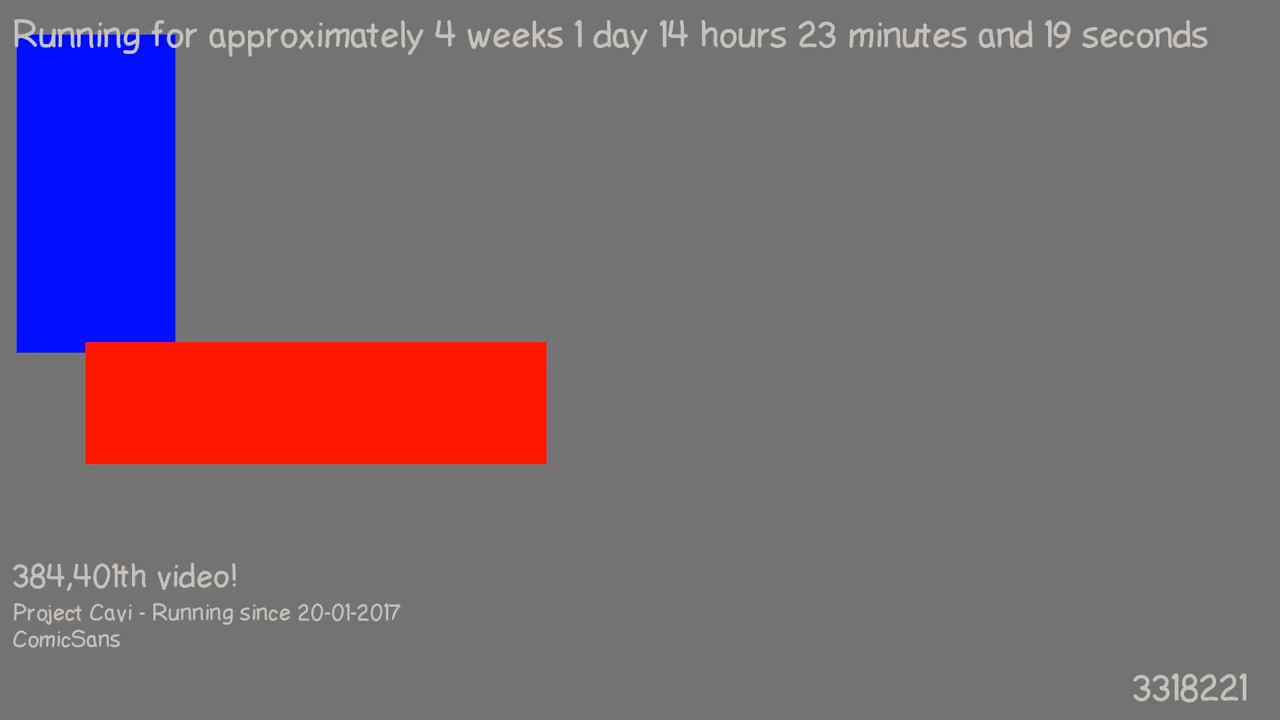 Running for approximately 4 weeks 1 day 14 hours 23 minutes and 19 seconds
384,401th video!
Project Cavi - Running since 20-01-2017
ComicSans
3318221